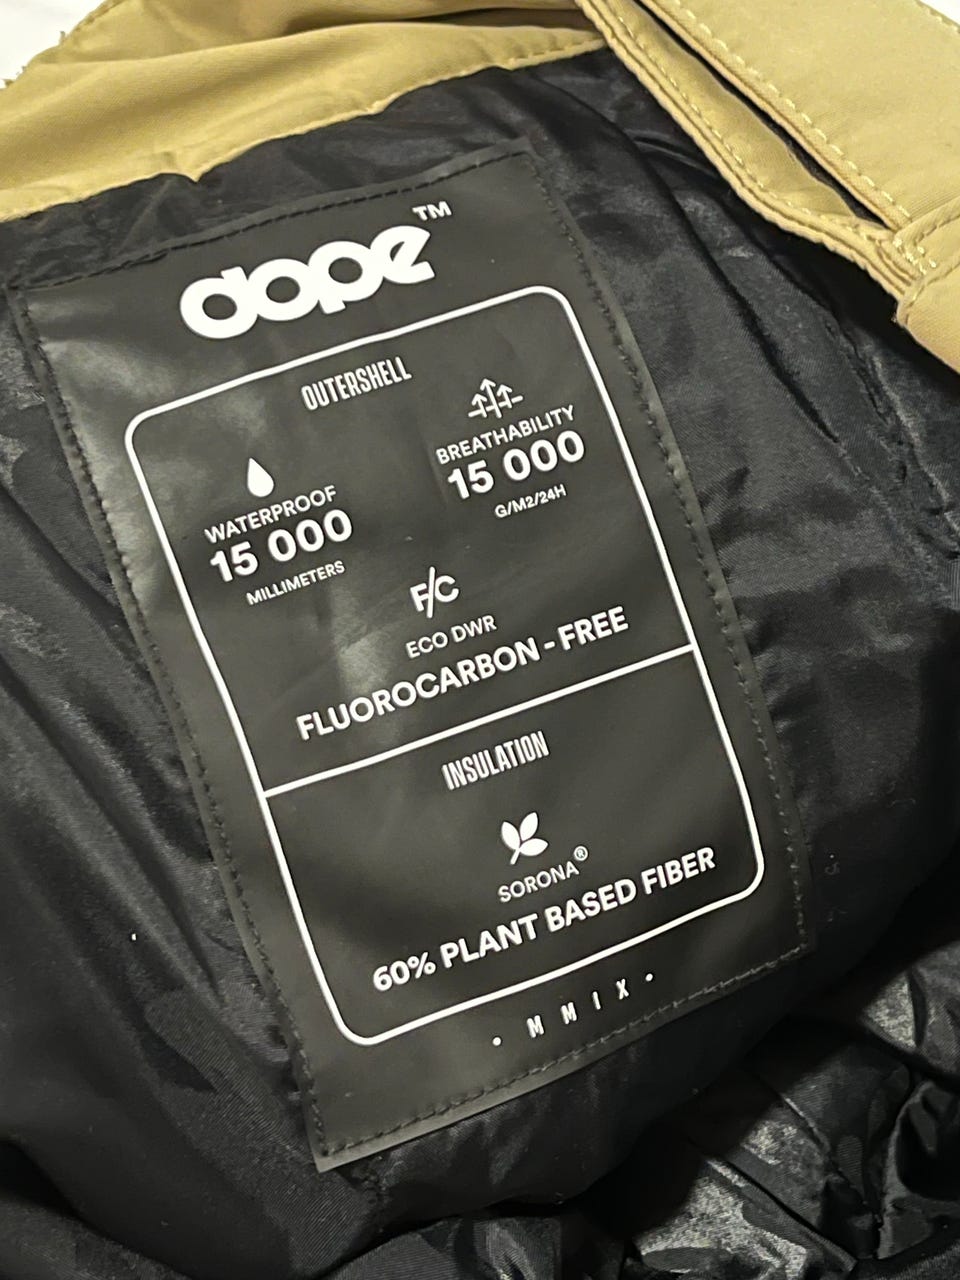 dope™
OUTERSHELL
WATERPROOF
15 000
MILLIMETERS
BREATHABILITY
15 000
G/M2/24H
F/C
ECO DWR
FLUOROCARBON - FREE
INSULATION
SORONA®
60% PLANT BASED FIBER
• M M I X •